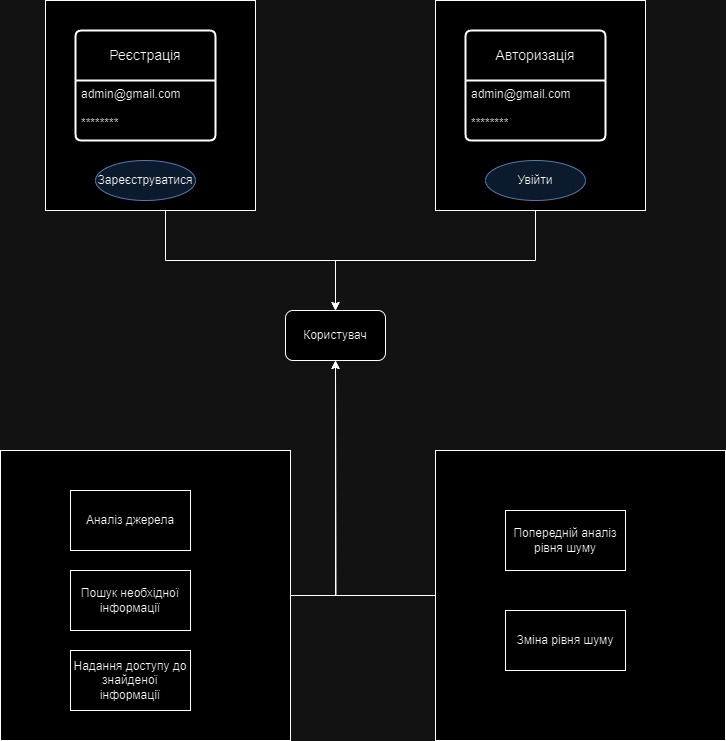 Реєстрація
admin@gmail.com
********
Зареєструватися
Авторизація
admin@gmail.com
********
Увійти
Користувач
Аналіз джерела
Пошук необхідної
інформації
Надання доступу до
знайденої
інформації
Попередній аналіз
рівня шуму
Зміна рівня шуму